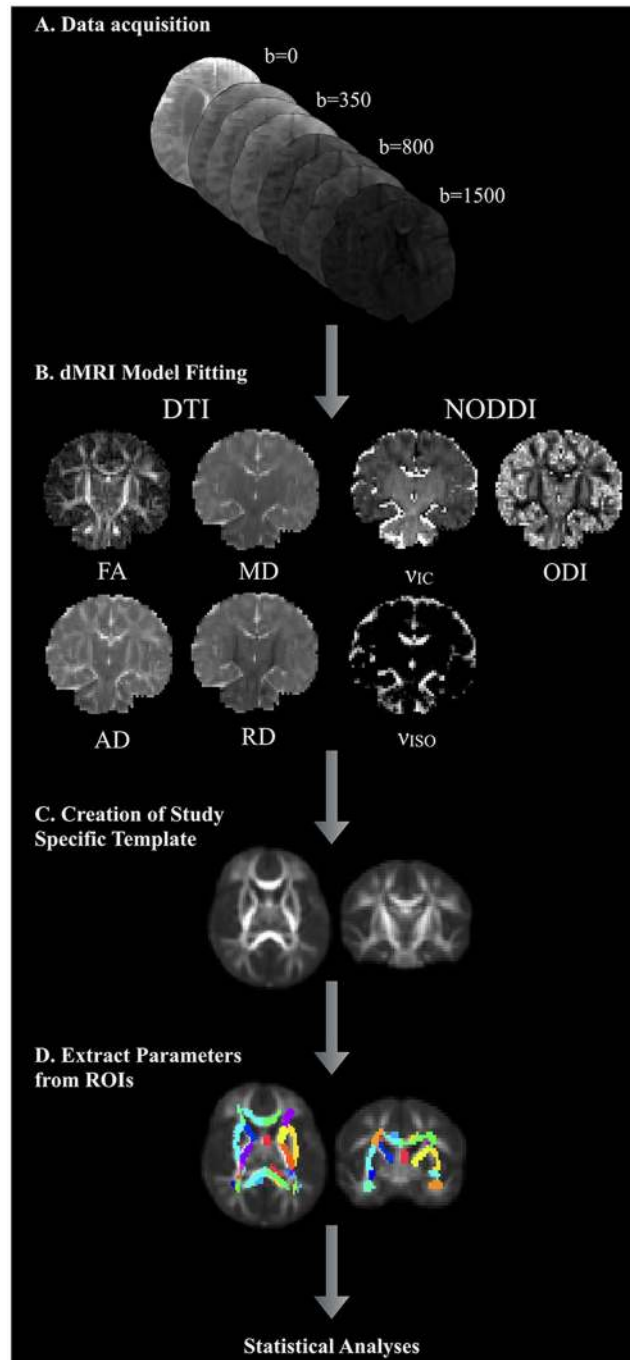 A. Data acquisition
b=0
b=350
b=800
b=1500
B. dMRI Model Fitting
DTI
NODDI
FA
MD
νIC
ODI
AD
RD
νISO
C. Creation of Study
Specific Template
D. Extract Parameters
from ROIs
Statistical Analyses